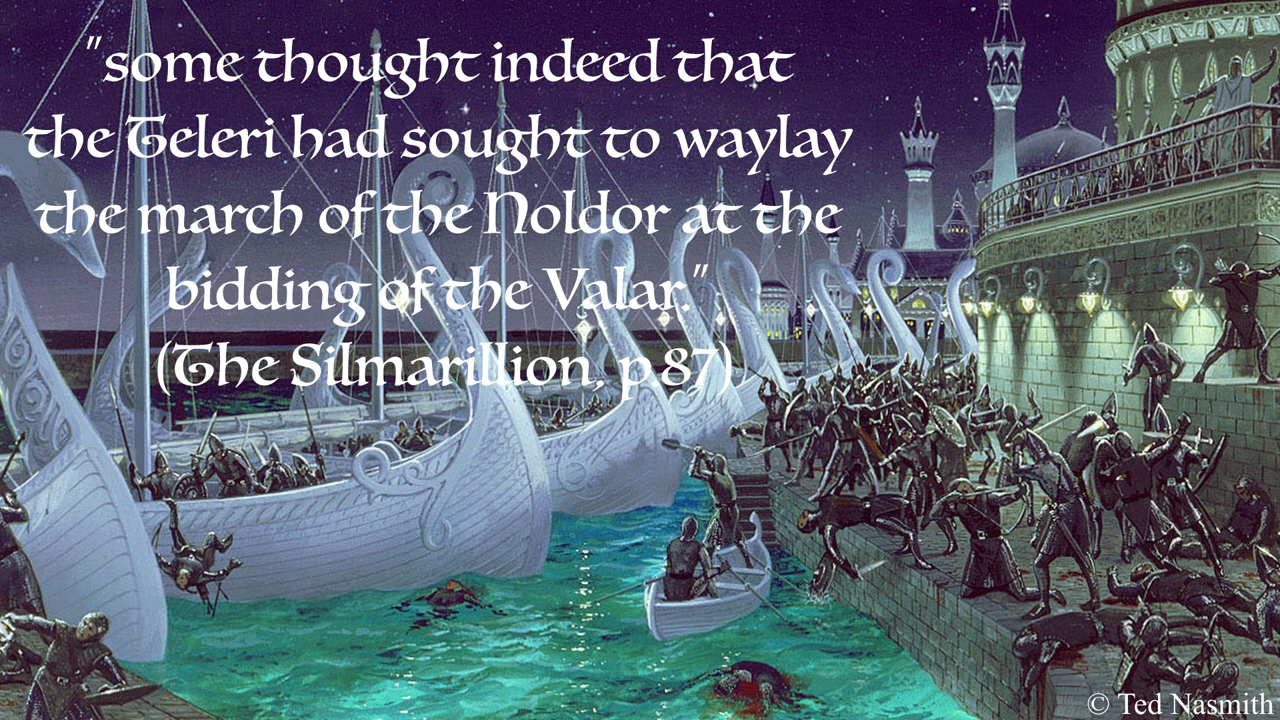 "some thought indeed that
the Teleri had sought to waylay
the march of the Noldor at the
bidding of the Valar."
(The Silmarillion, p.87)
© Ted Nasmith